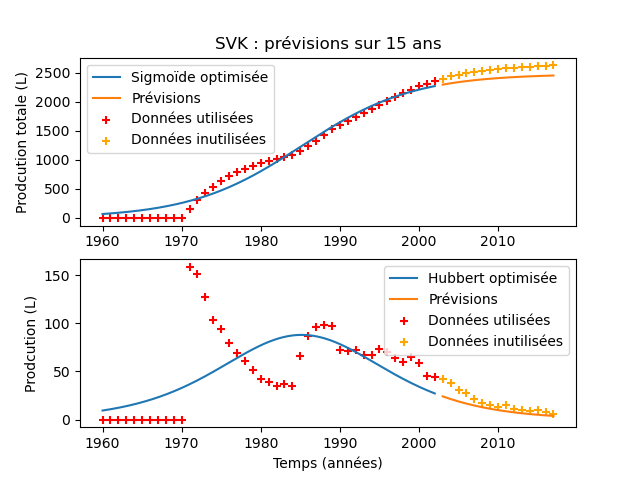 SVK : prévisions sur 15 ans
Prodcution totale (L)
2500
2000
1500
1000
500
0
Sigmoïde optimisée
Prévisions
Données utilisées
Données inutilisées
1960 1970 1980 1990 2000 2010
Prodcution (L)
150
100
50
0
Hubbert optimisée
Prévisions
Données utilisées
Données inutilisées
1960 1970 1980 1990 2000 2010
Temps (années)